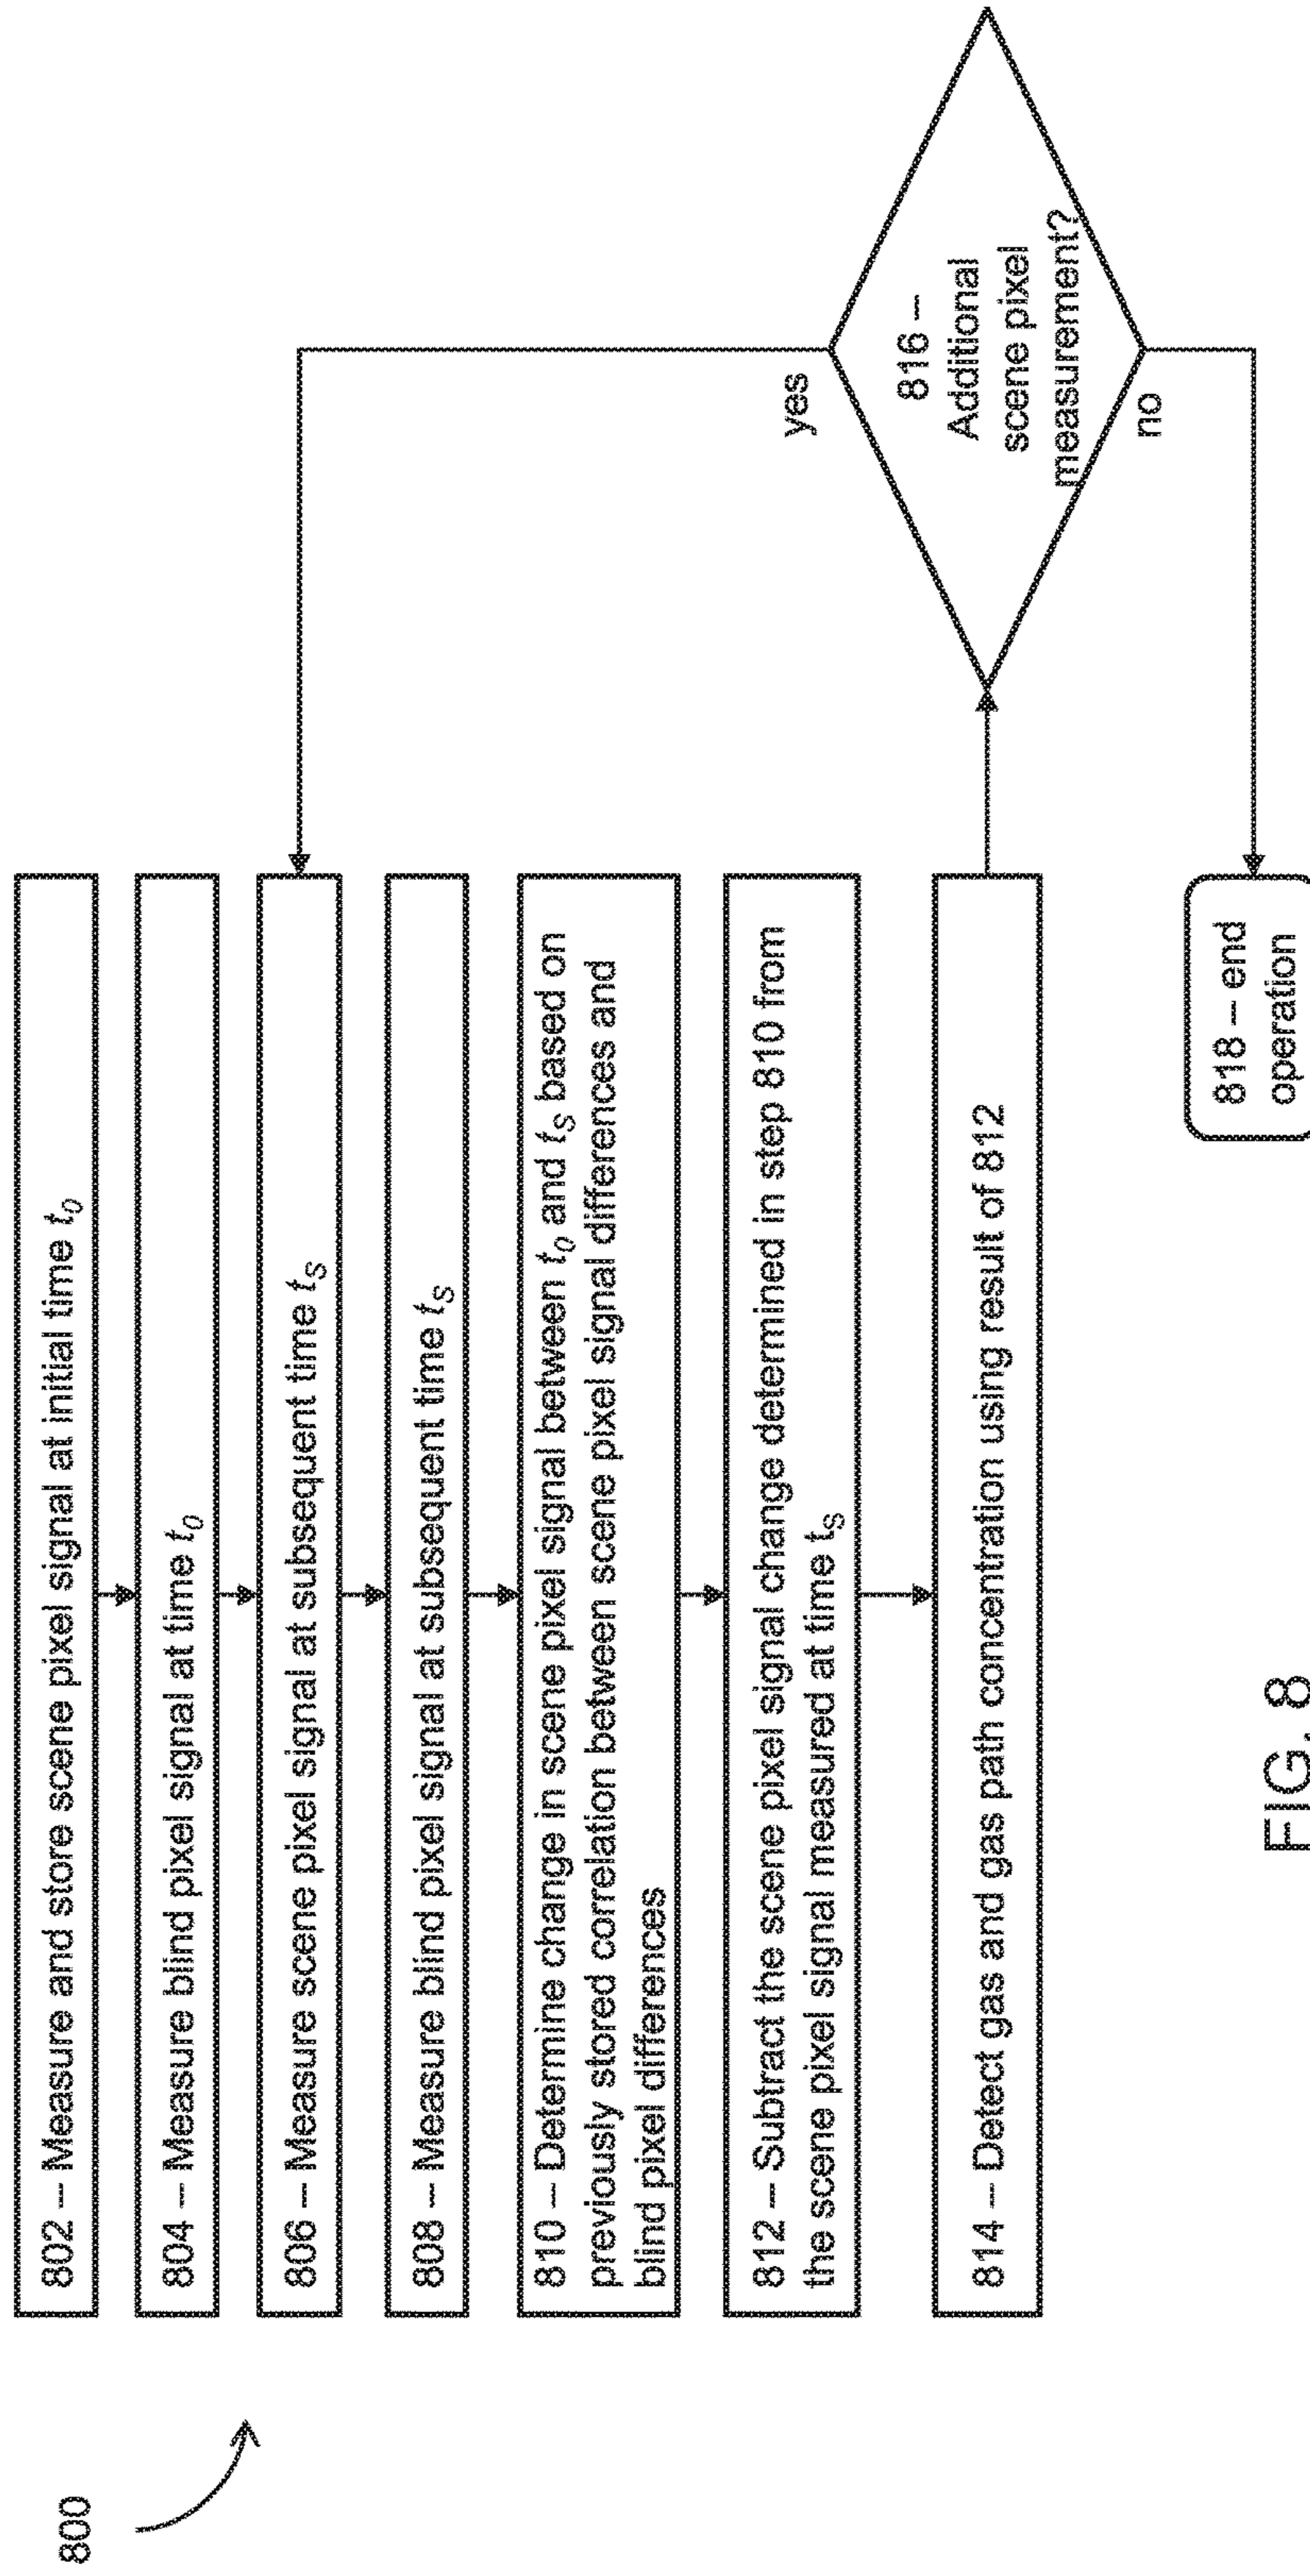 800
802 – Measure and store scene pixel signal at initial time t₀
804 – Measure blind pixel signal at time t₀
806 – Measure scene pixel signal at subsequent time tS
808 – Measure blind pixel signal at subsequent time tS
810 – Determine change in scene pixel signal between t₀ and tS based on
previously stored correlation between scene pixel signal differences and
blind pixel differences
812 – Subtract the scene pixel signal change determined in step 810 from
the scene pixel signal measured at time tS
814 – Detect gas and gas path concentration using result of 812
yes
816 –
Additional
scene pixel
measurement?
no
818 – end
operation
FIG. 8